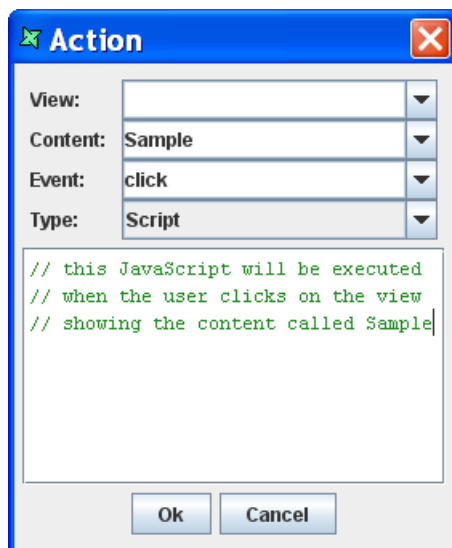 Action
View:
Content: Sample
Event: click
Type: Script
// this JavaScript will be executed
// when the user clicks on the view
// showing the content called Sample
Ok Cancel